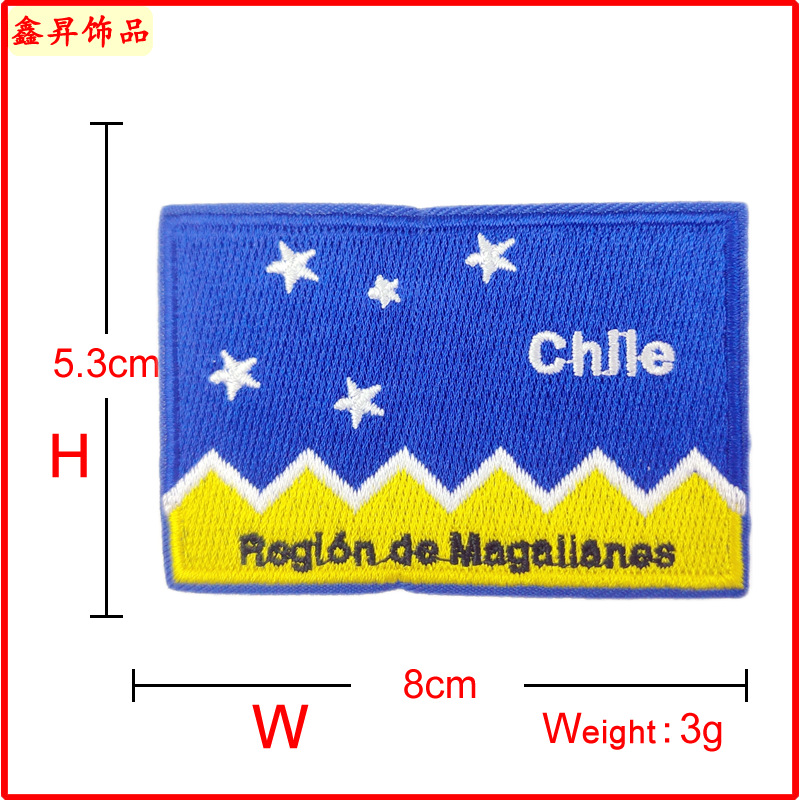 鑫昇饰品
5.3cm
H
Chile
Región de Magallanes
8cm
W
Weight: 3g